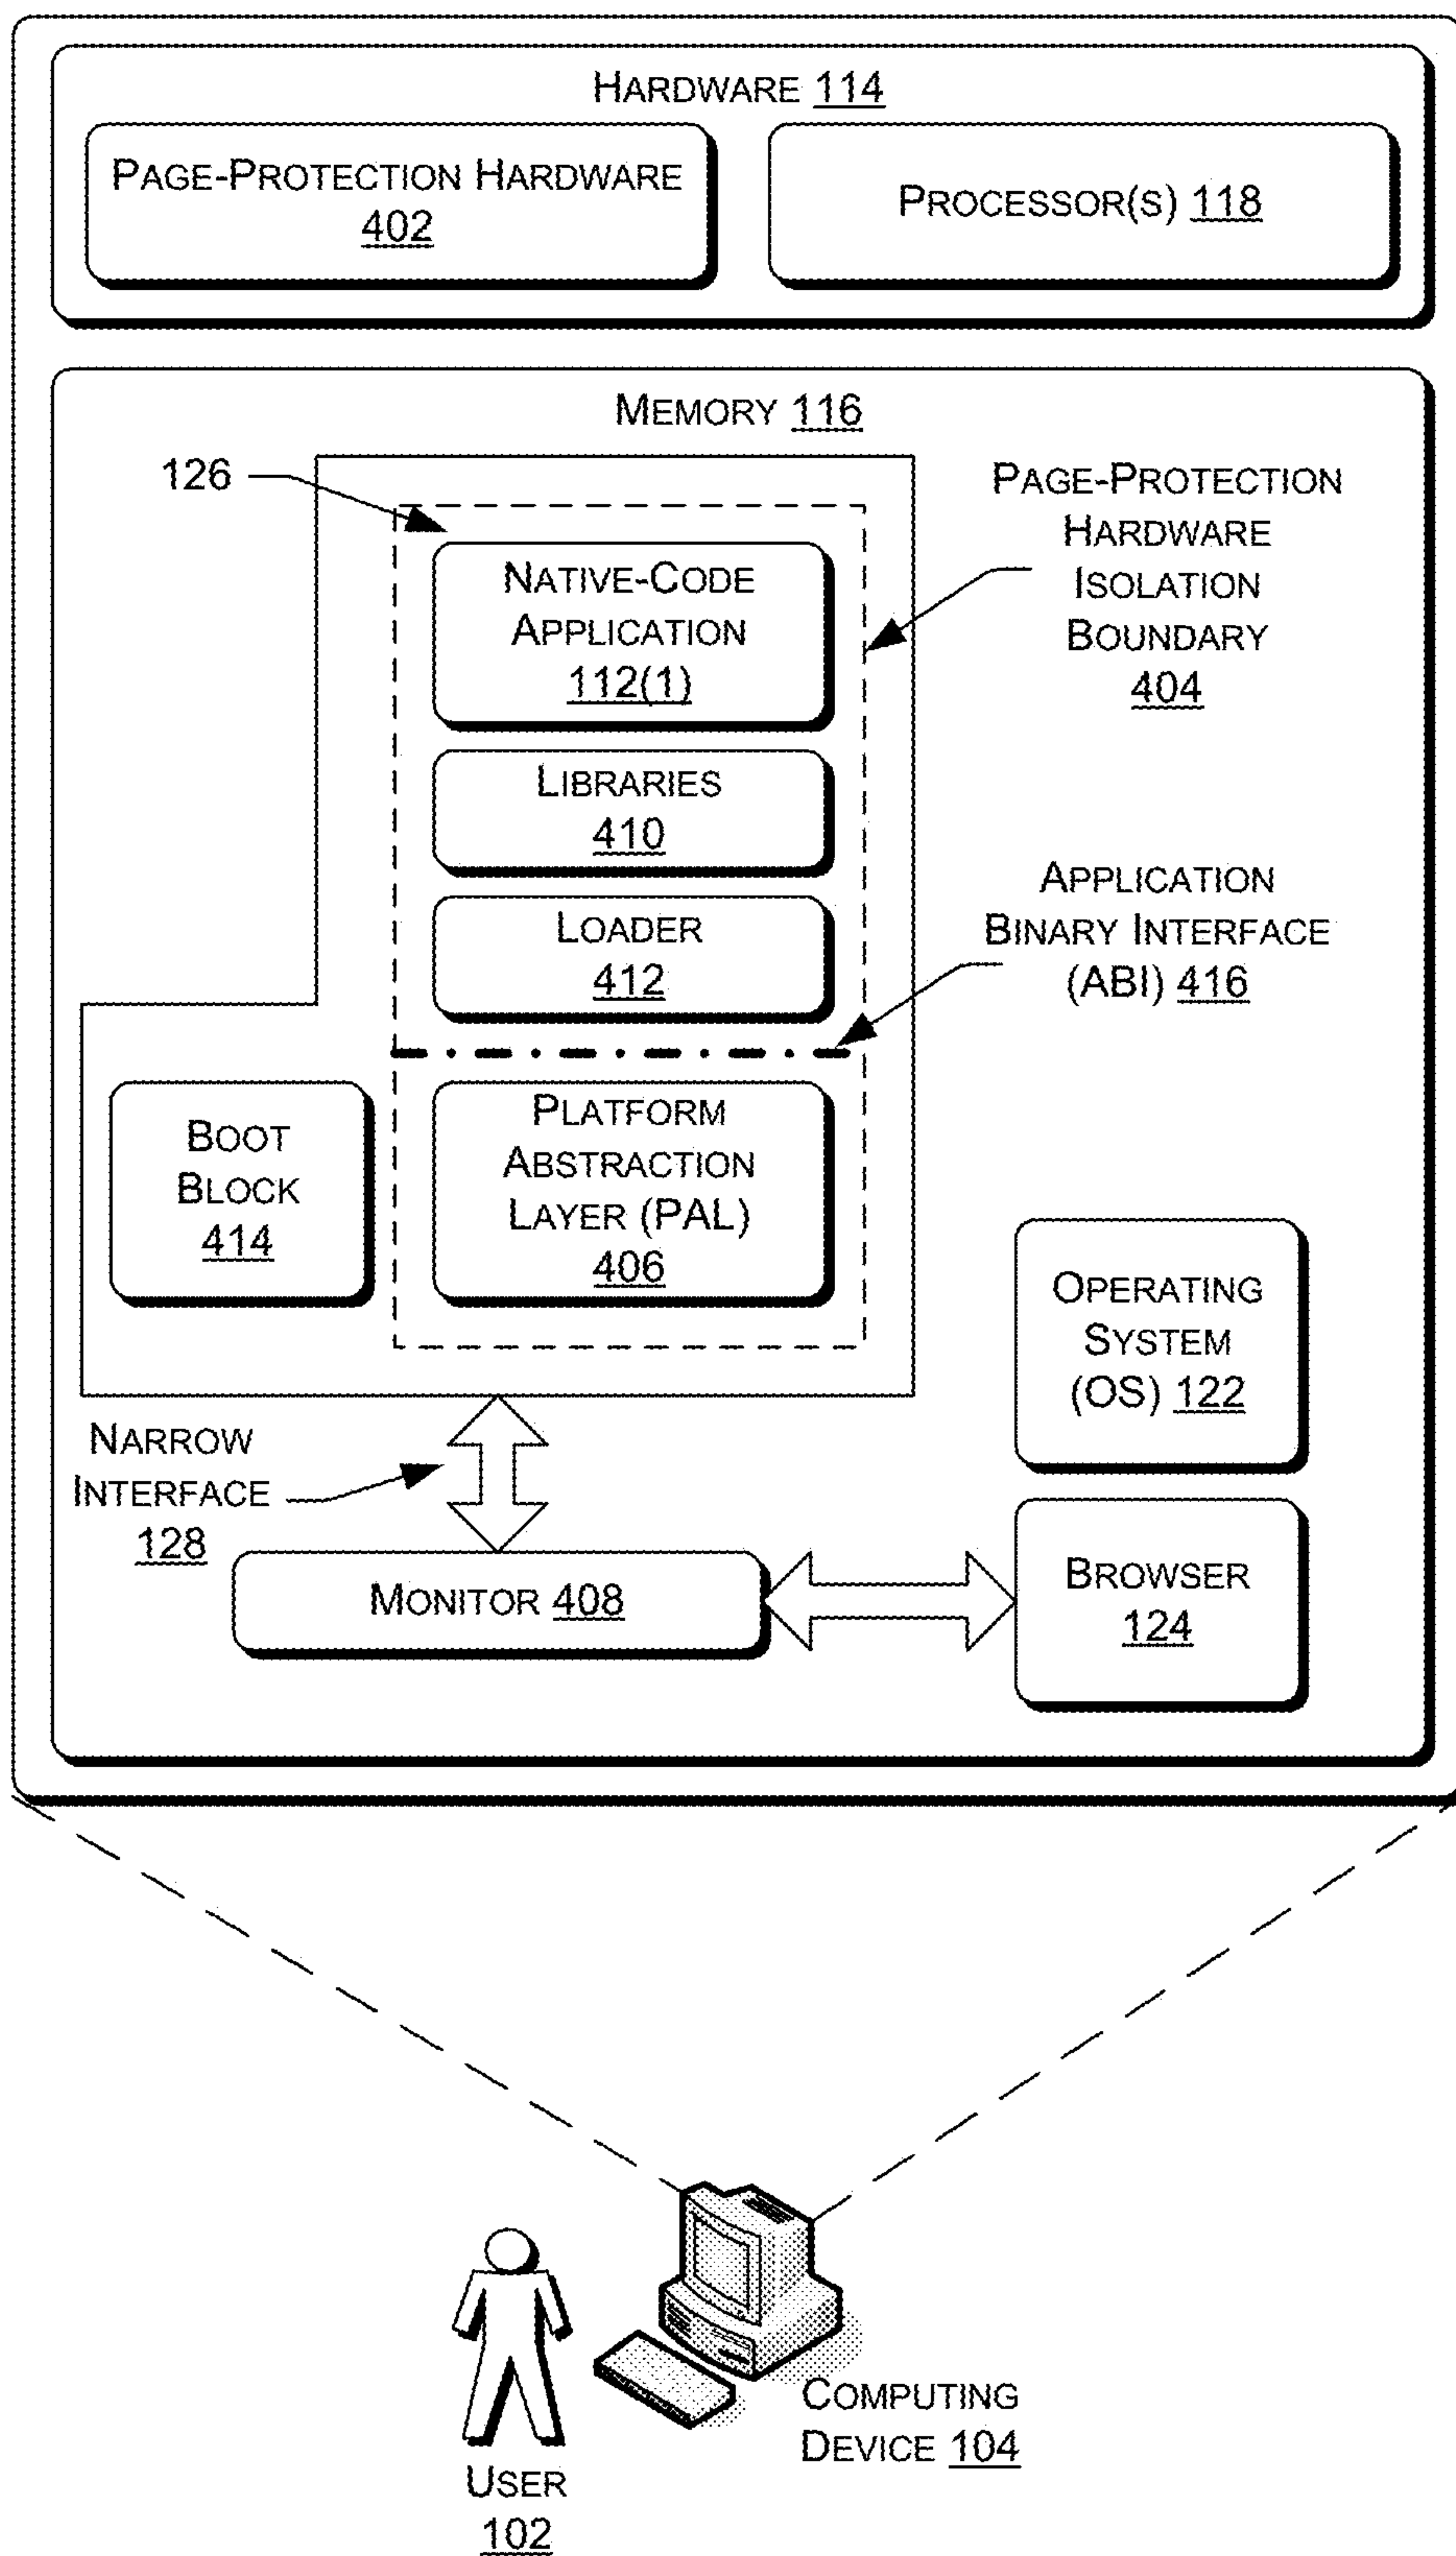 HARDWARE 114
PAGE-PROTECTION HARDWARE
402
PROCESSOR(S) 118
MEMORY 116
126
PAGE-PROTECTION
HARDWARE
ISOLATION
BOUNDARY
404
NATIVE-CODE
APPLICATION
112(1)
LIBRARIES
410
APPLICATION
BINARY INTERFACE
(ABI) 416
LOADER
412
BOOT
BLOCK
414
PLATFORM
ABSTRACTION
LAYER (PAL)
406
OPERATING
SYSTEM
(OS) 122
NARROW
INTERFACE
128
MONITOR 408
BROWSER
124
COMPUTING
DEVICE 104
USER
102